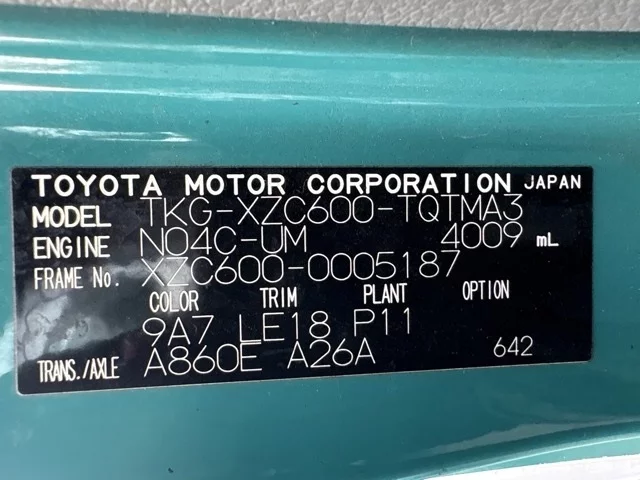 TOYOTA MOTOR CORPORATION JAPAN
MODEL TKG-XZC600-TQTMA3
ENGINE N04C-UM 4009 mL
FRAME No. XZC600-0005187
COLOR TRIM PLANT OPTION
9A7 LE18 P11
TRANS./AXLE A860E A26A 642